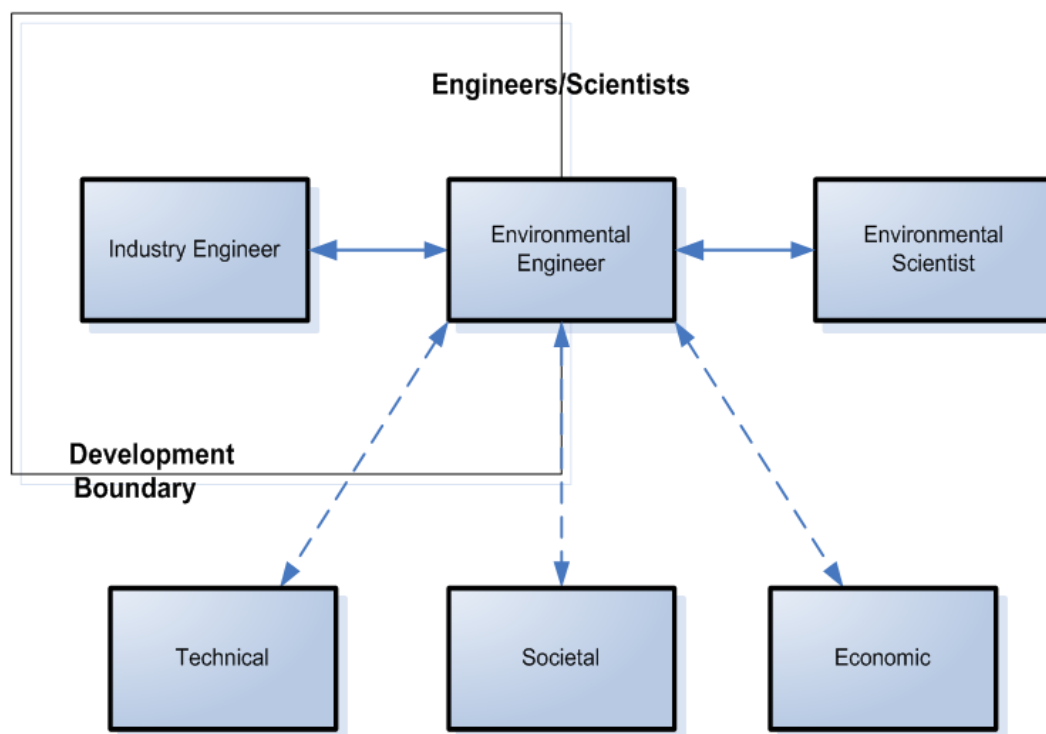 Engineers/Scientists
Industry Engineer
Environmental
Engineer
Environmental
Scientist
Development
Boundary
Technical
Societal
Economic